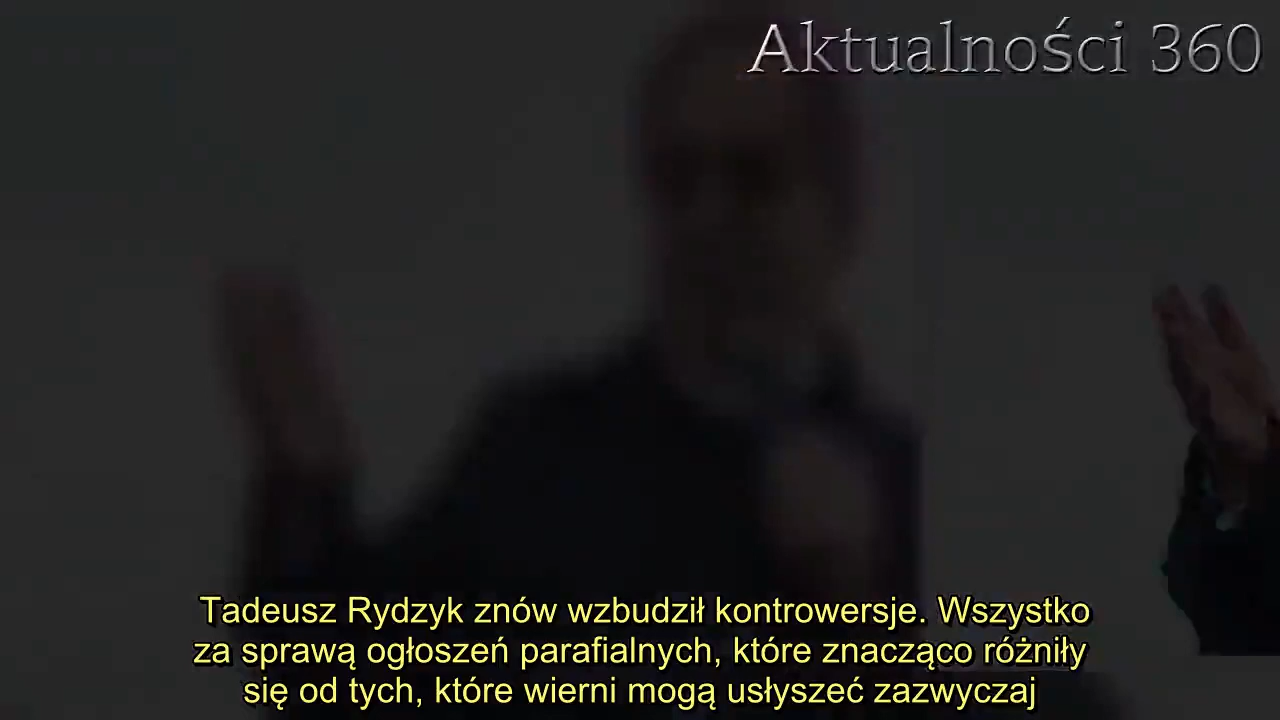 Aktualności 360
Tadeusz Rydzyk znów wzbudził kontrowersje. Wszystko
za sprawą ogłoszeń parafialnych, które znacząco różniły
się od tych, które wierni mogą usłyszeć zazwyczaj